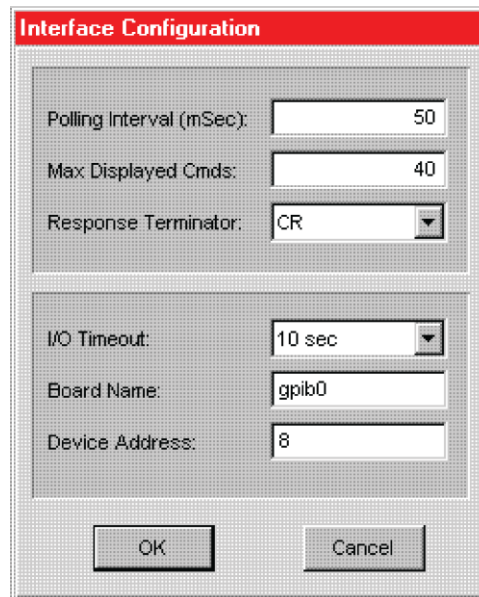 Interface Configuration
Polling Interval (mSec): 50
Max Displayed Cmds: 40
Response Terminator: CR
I/O Timeout: 10 sec
Board Name: gpib0
Device Address: 8
OK Cancel